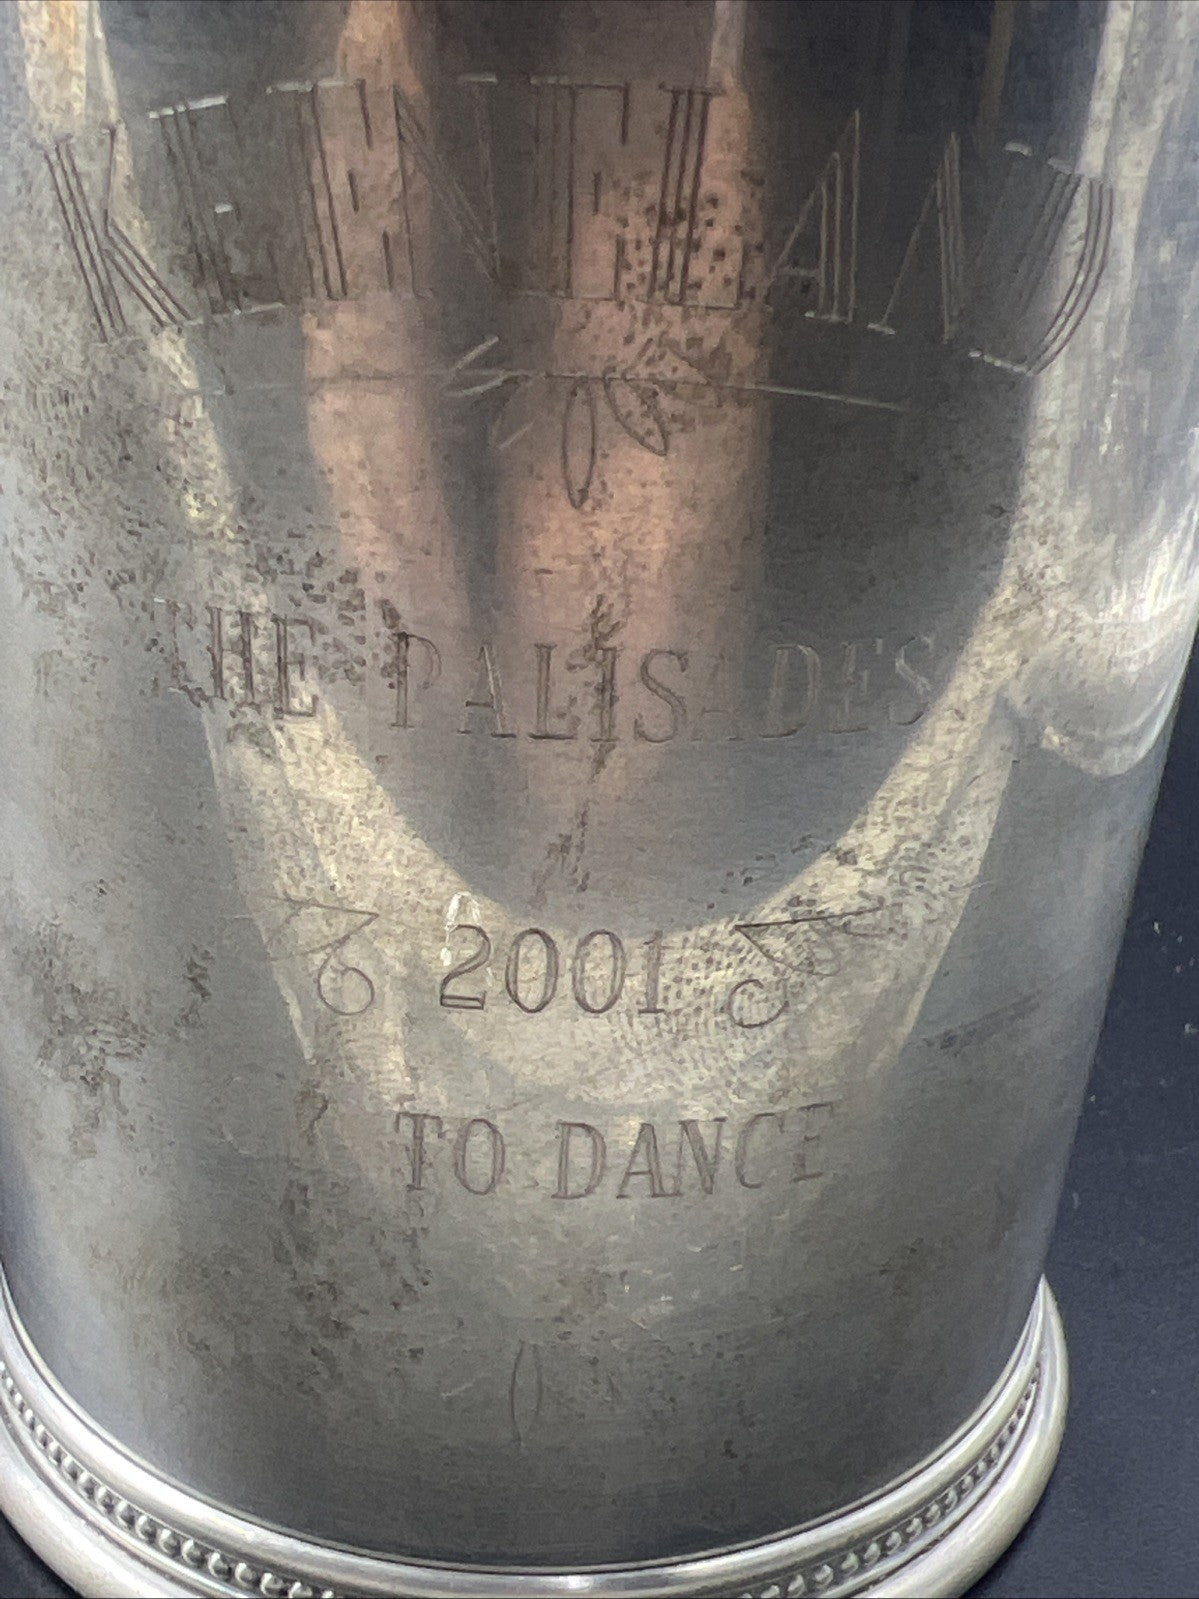 KEENELAND
THE PALISADES
2001
TO DANCE